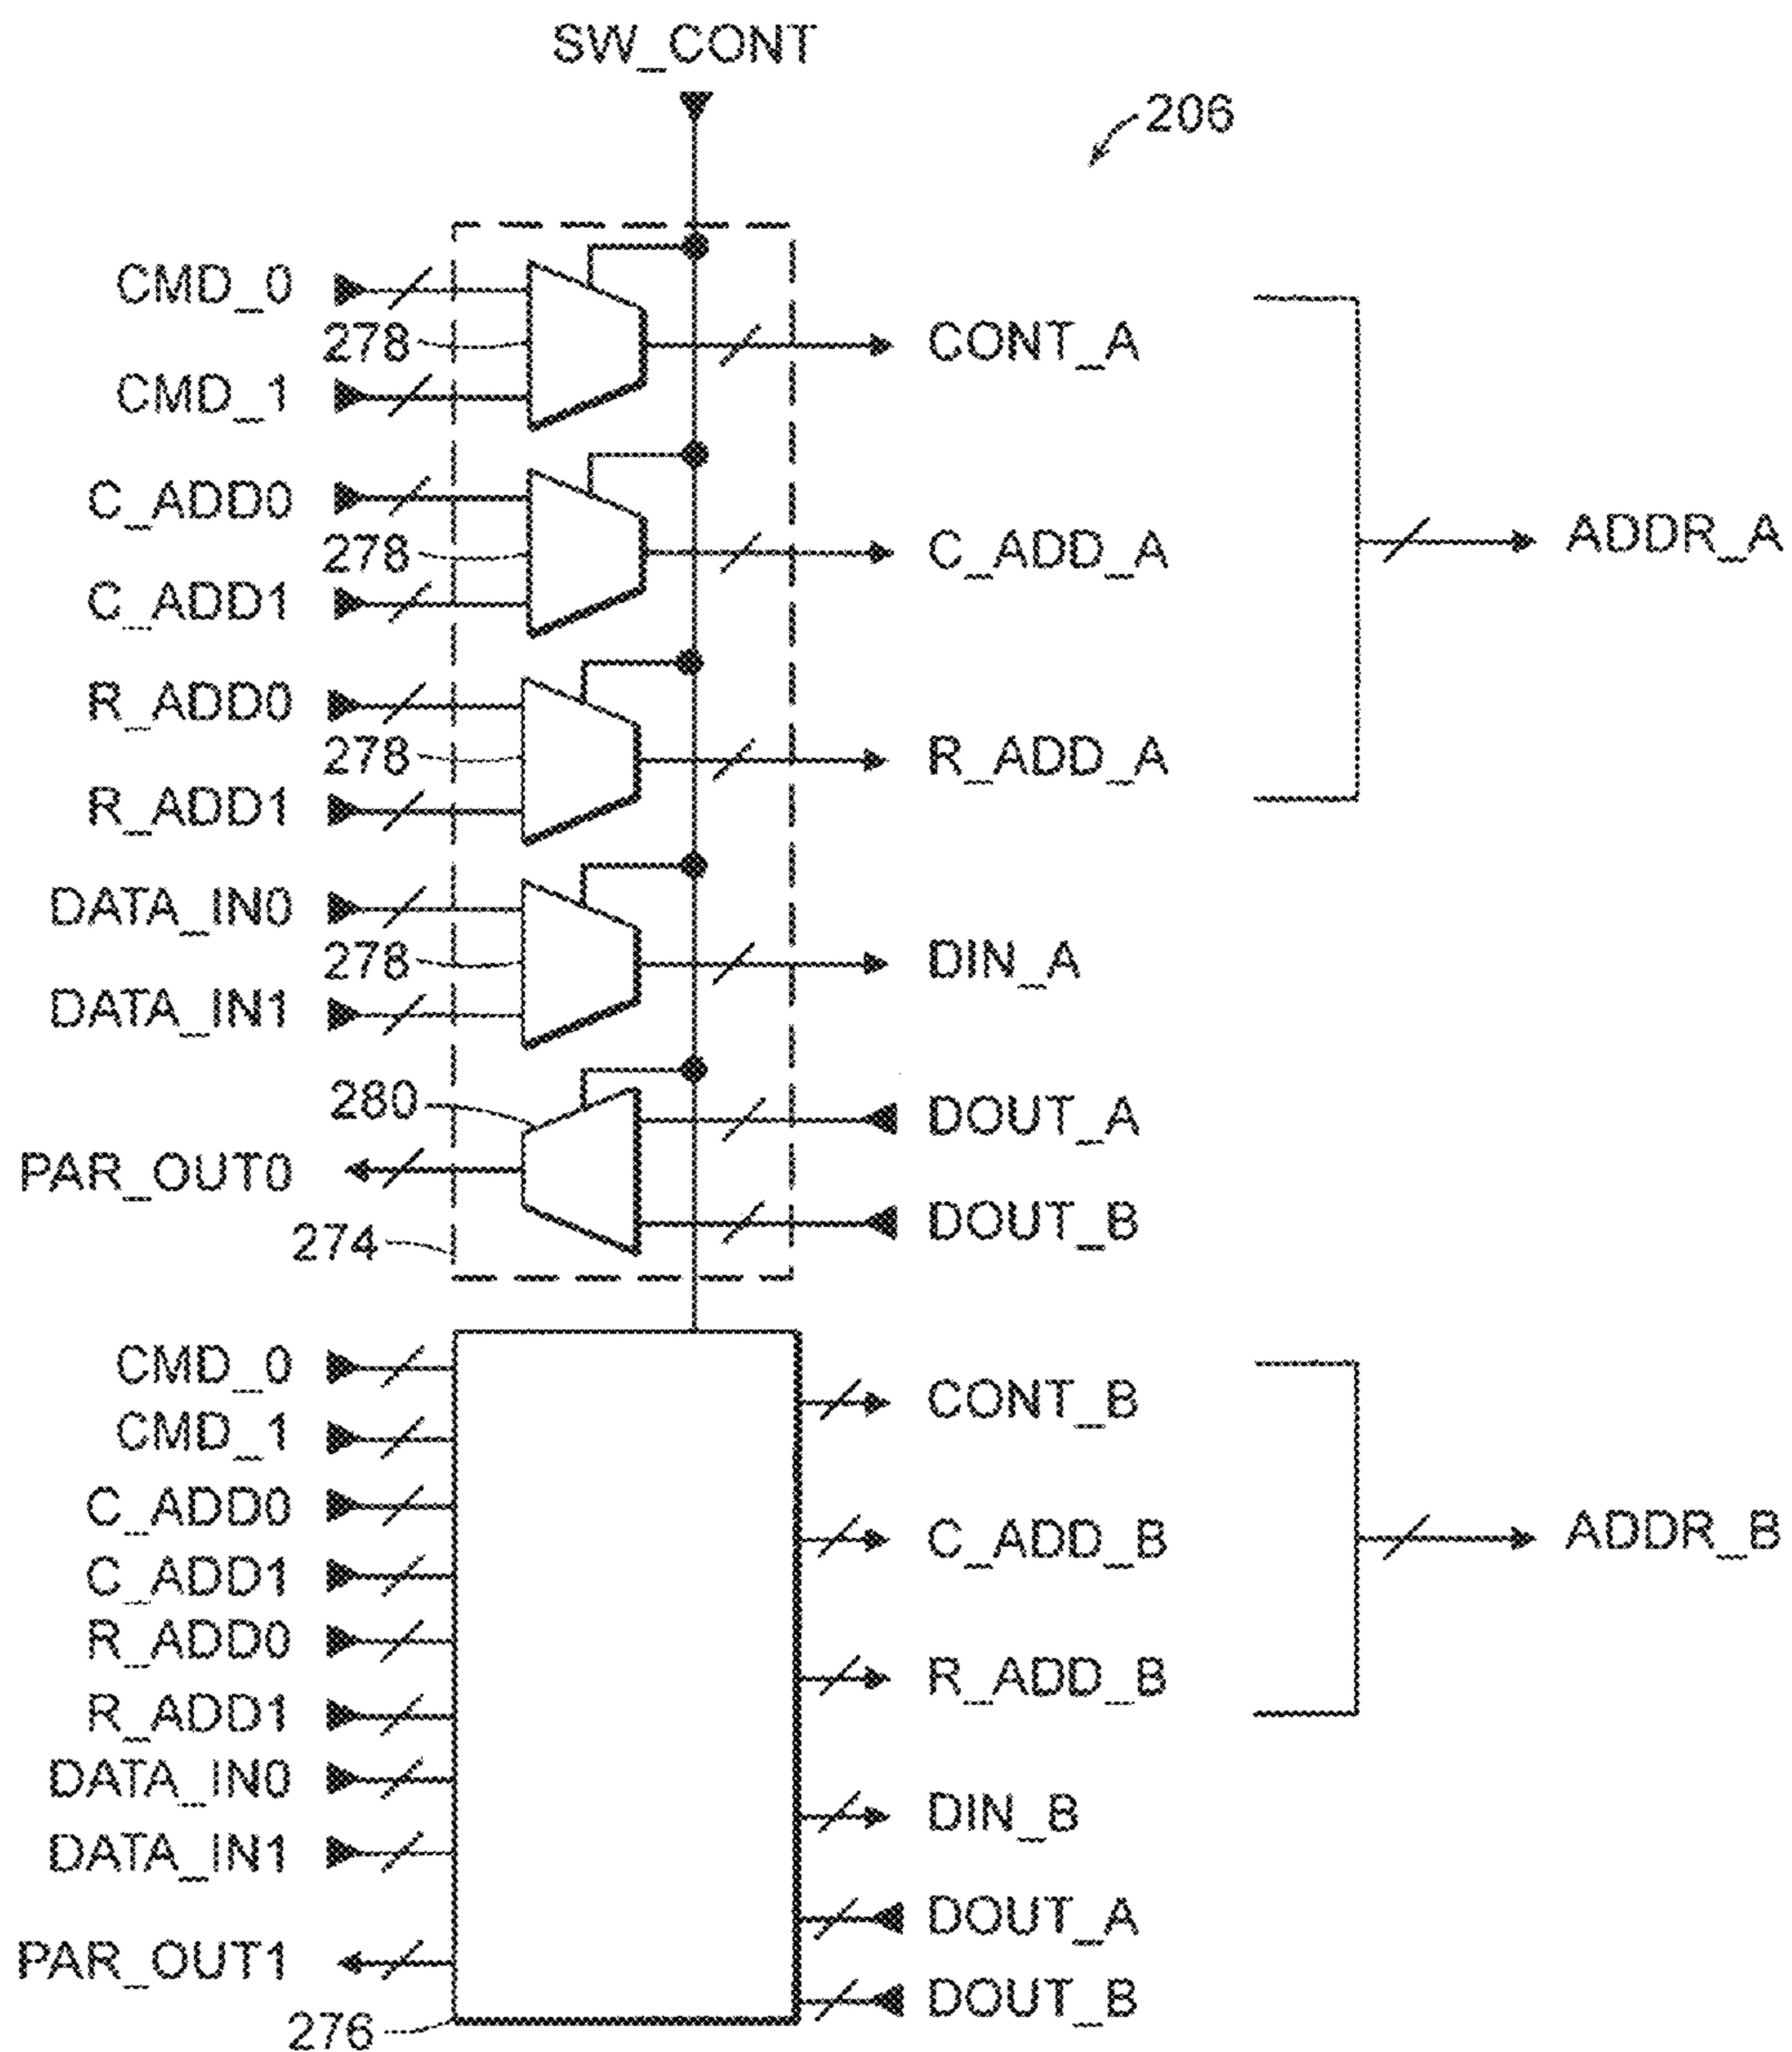 SW_CONT
206
CMD_0
278
CONT_A
CMD_1
C_ADD0
278
C_ADD_A
ADDR_A
C_ADD1
R_ADD0
278
R_ADD_A
R_ADD1
DATA_IN0
278
DIN_A
DATA_IN1
280
DOUT_A
PAR_OUT0
DOUT_B
274
CMD_0
CONT_B
CMD_1
C_ADD0
C_ADD_B
ADDR_B
C_ADD1
R_ADD0
R_ADD_B
R_ADD1
DATA_IN0
DIN_B
DATA_IN1
DOUT_A
PAR_OUT1
DOUT_B
276